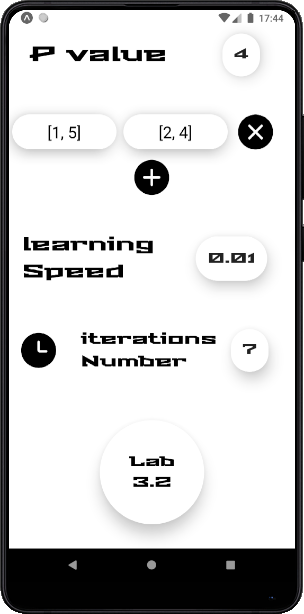 17:44
P value
4
[1, 5] [2, 4]
learning
Speed
0.01
iterations
Number
7
Lab
3.2